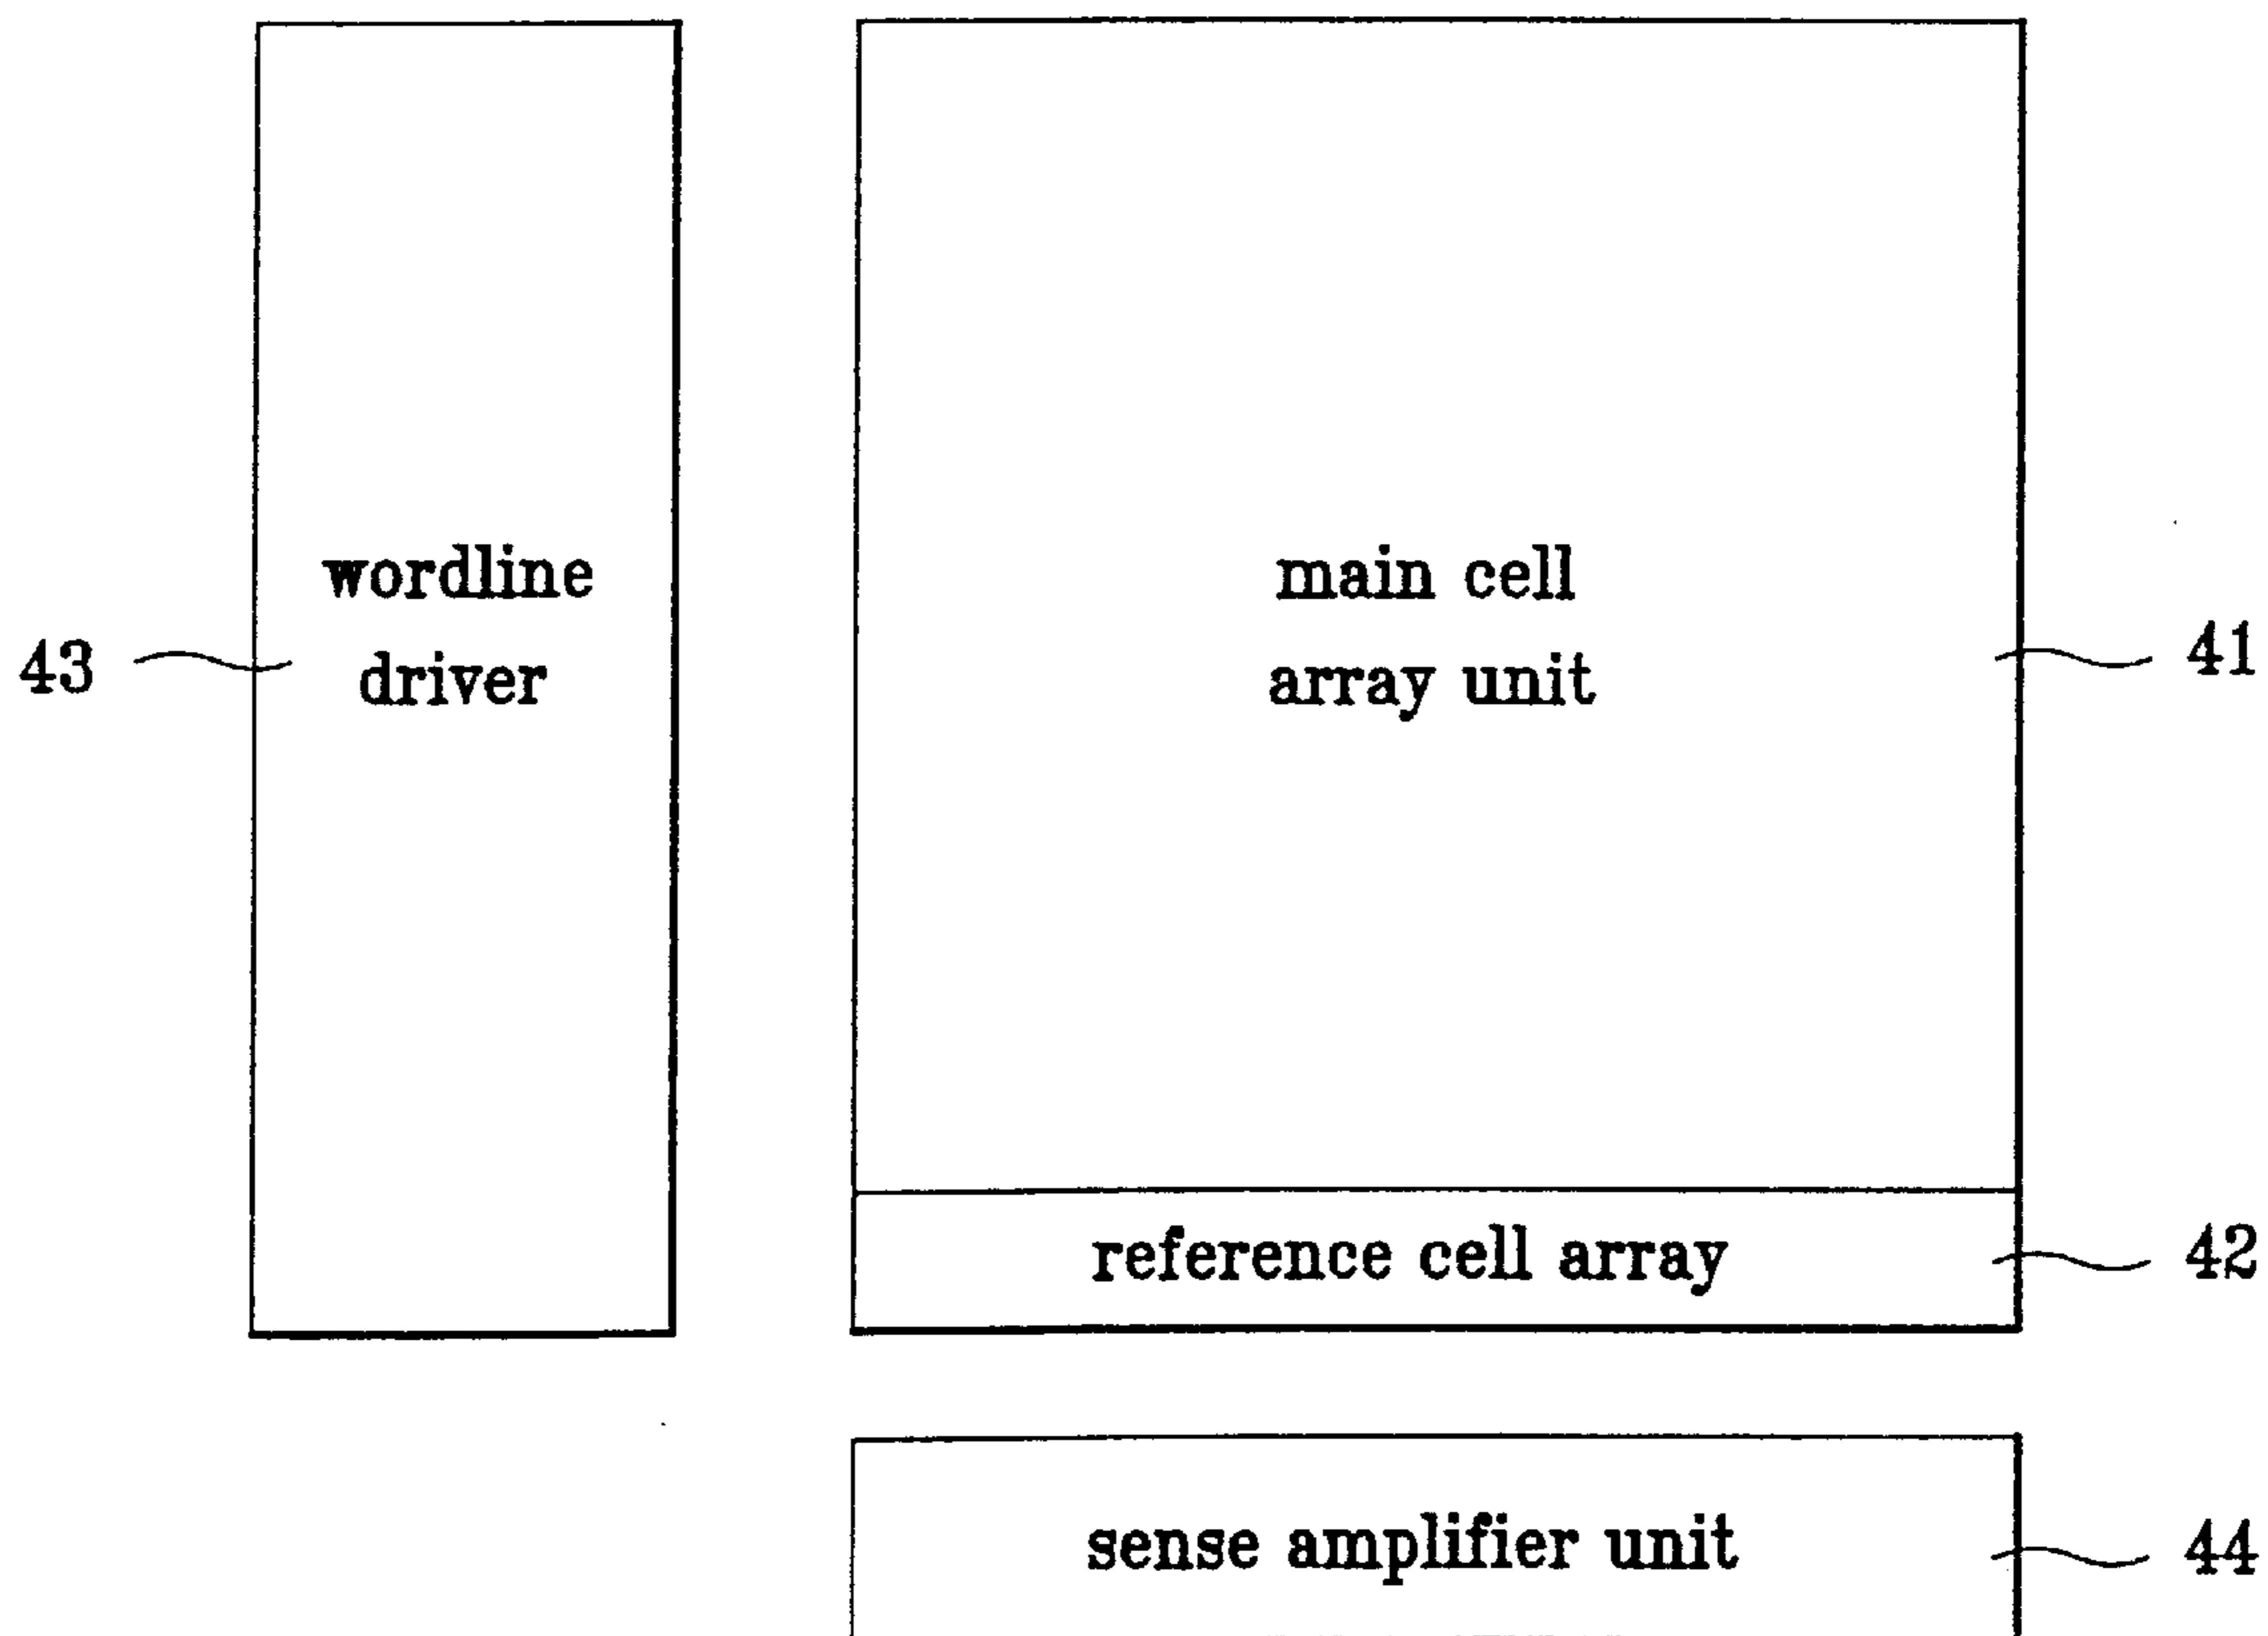 wordline
driver
43
main cell
array unit
41
reference cell array
42
sense amplifier unit
44